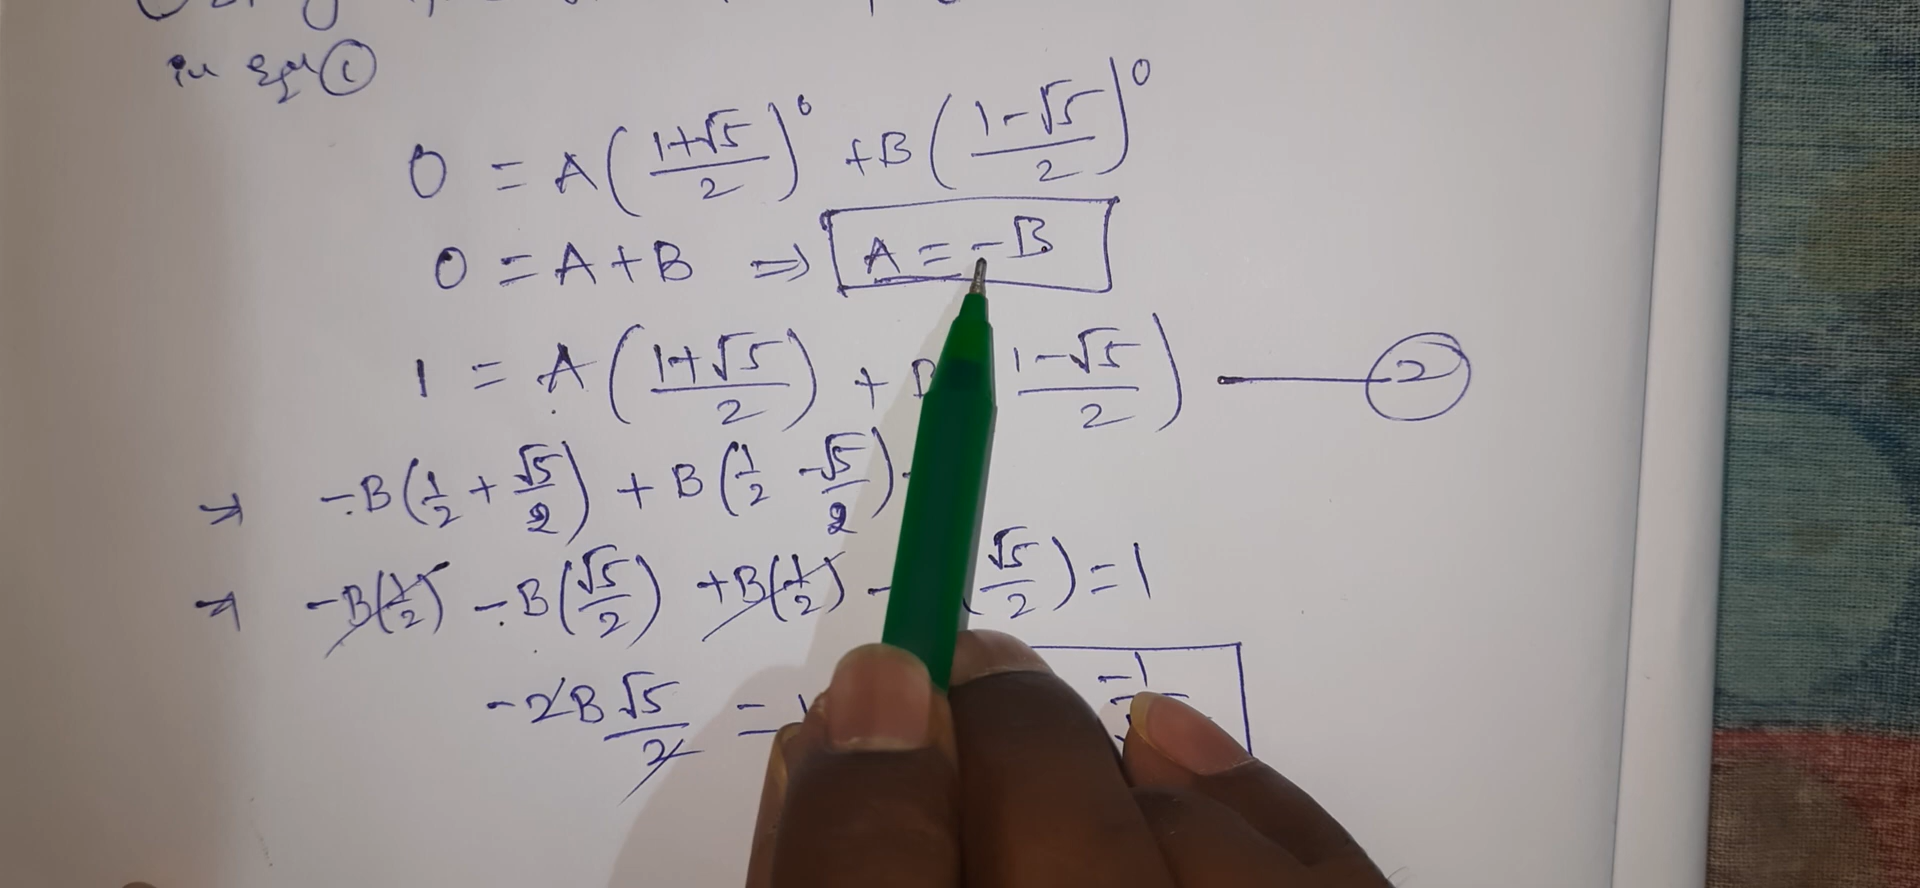 in Eqn ①
0 = A((1+√5)/2)^0 + B((1-√5)/2)^0
0 = A+B ⇒ A = -B
1 = A((1+√5)/2) + B (1-√5)/2) — ②
→ -B(1/2 + √5/2) + B(1/2 - √5/2)
→ -B(1/2) - B(√5/2) + B(1/2) - (√5/2) = 1
-2B √5/2 = 1 -1